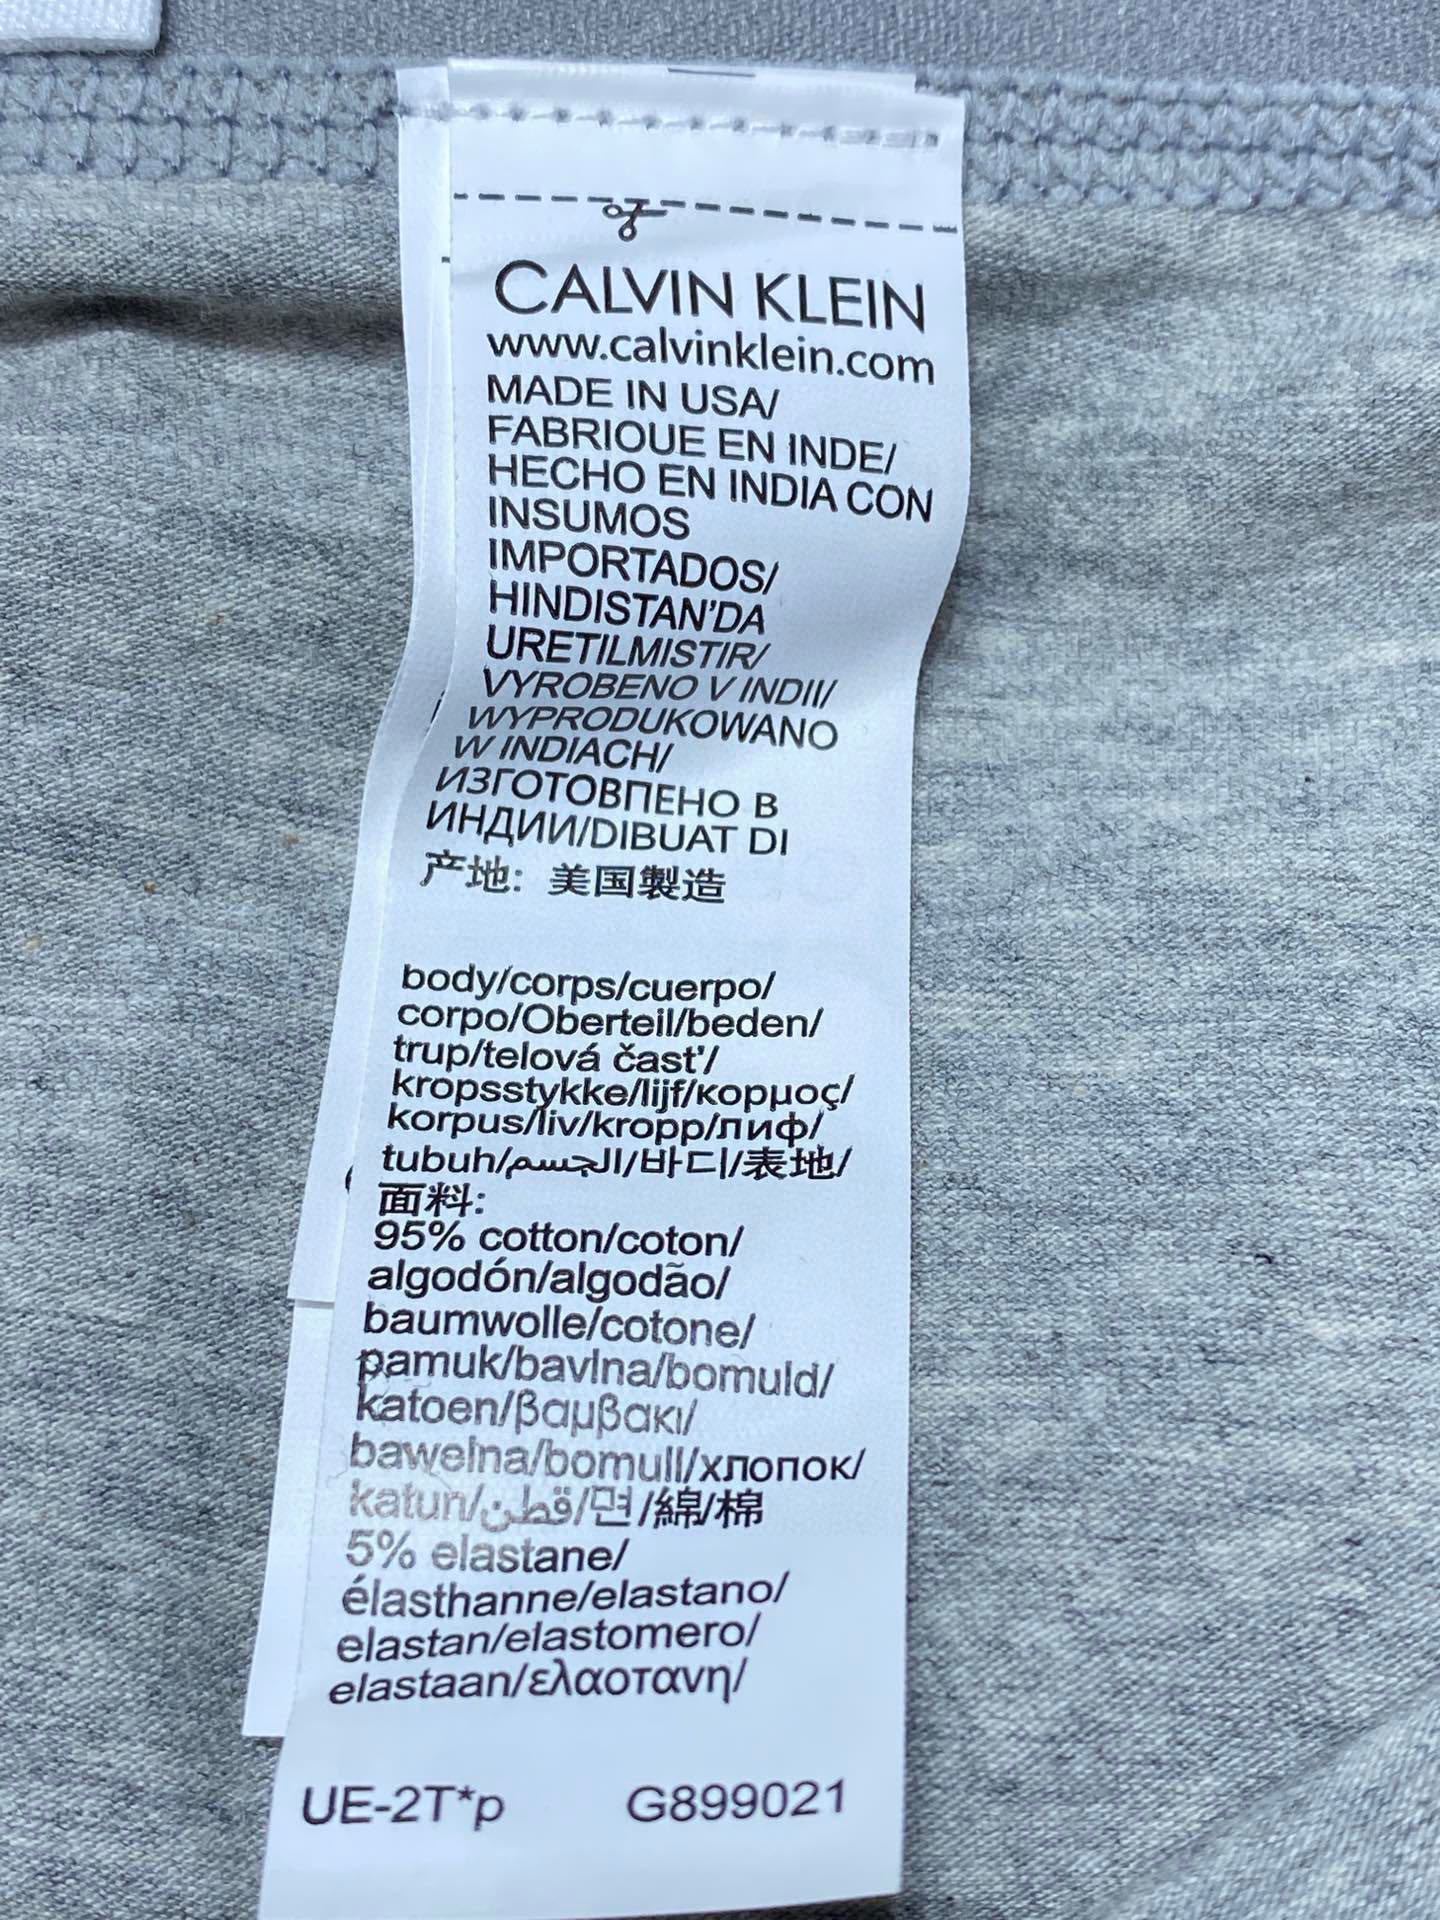 CALVIN KLEIN
www.calvinklein.com
MADE IN USA/
FABRIOUE EN INDE/
HECHO EN INDIA CON
INSUMOS
IMPORTADOS/
HINDISTAN'DA
URETILMISTIR/
VYROBENO V INDII/
WYPRODUKOWANO
W INDIACH/
ИЗГОТОВПЕНО В
ИНДИИ/DIBUAT DI
产地: 美国製造
body/corps/cuerpo/
corpo/Oberteil/beden/
trup/telová čast'/
kropsstykke/lijf/κορμος/
korpus/liv/kropp/лиф/
tubuh/الجسم/바디/表地/
面料:
95% cotton/coton/
algodón/algodão/
baumwolle/cotone/
pamuk/bavlna/bomuld/
katoen/βαμβακι/
bawelna/bomull/хлопок/
katun/قطن/면/綿/棉
5% elastane/
élasthanne/elastano/
elastan/elastomero/
elastaan/ελαοτανη/
UE-2T*p G899021